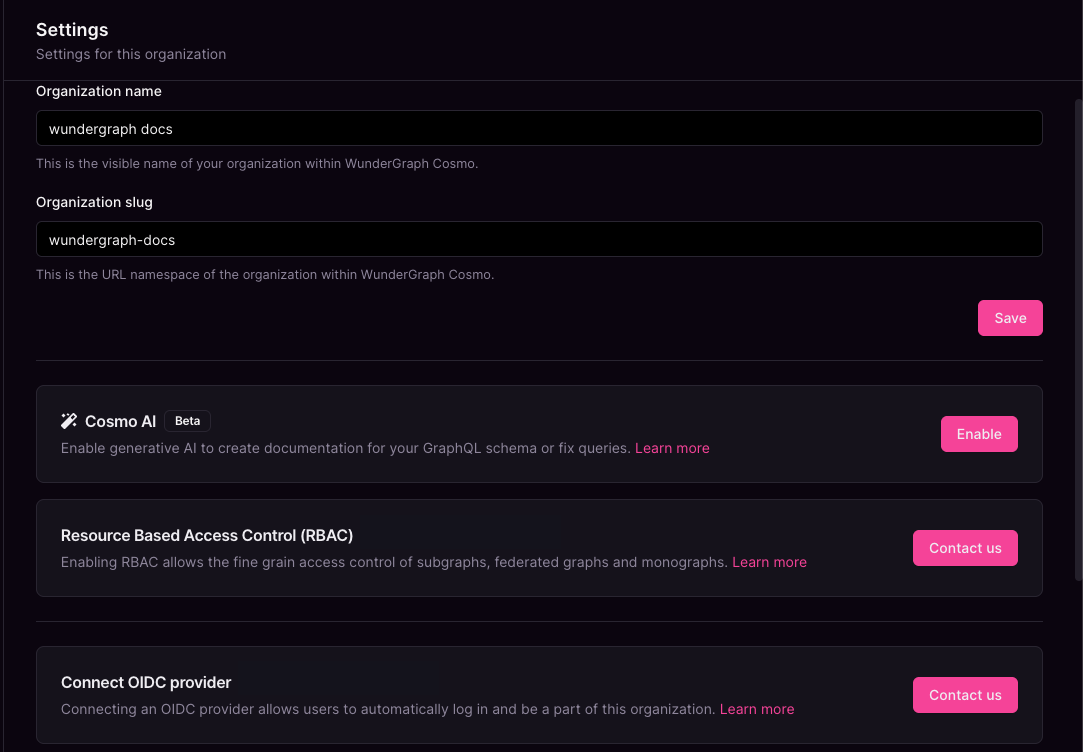 Settings
Settings for this organization
Organization name
wundergraph docs
This is the visible name of your organization within WunderGraph Cosmo.
Organization slug
wundergraph-docs
This is the URL namespace of the organization within WunderGraph Cosmo.
Save
Cosmo AI Beta
Enable generative AI to create documentation for your GraphQL schema or fix queries. Learn more
Enable
Resource Based Access Control (RBAC)
Enabling RBAC allows the fine grain access control of subgraphs, federated graphs and monographs. Learn more
Contact us
Connect OIDC provider
Connecting an OIDC provider allows users to automatically log in and be a part of this organization. Learn more
Contact us